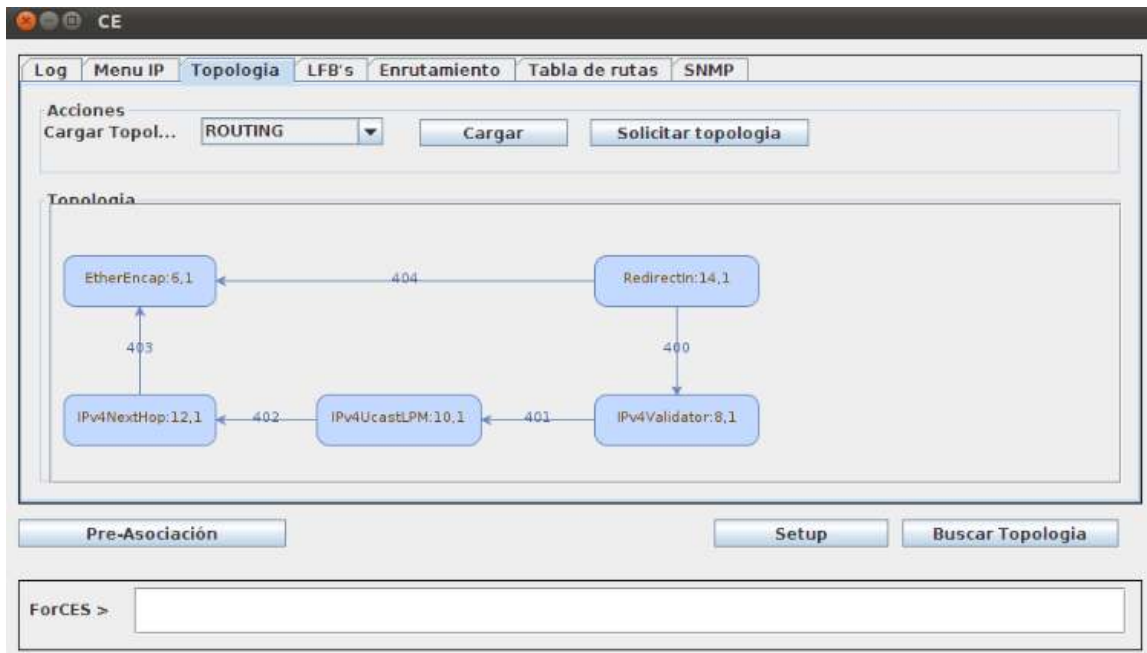 CE
Log Menu IP Topologia LFB's Enrutamiento Tabla de rutas SNMP
Acciones
Cargar Topol... ROUTING Cargar Solicitar topologia
Topologia
EtherEncap:6,1 404 RedirectIn:14,1
403 400
IPv4NextHop:12,1 402 IPv4UcastLPM:10,1 401 IPv4Validator:8,1
Pre-Asociación Setup Buscar Topologia
ForCES >